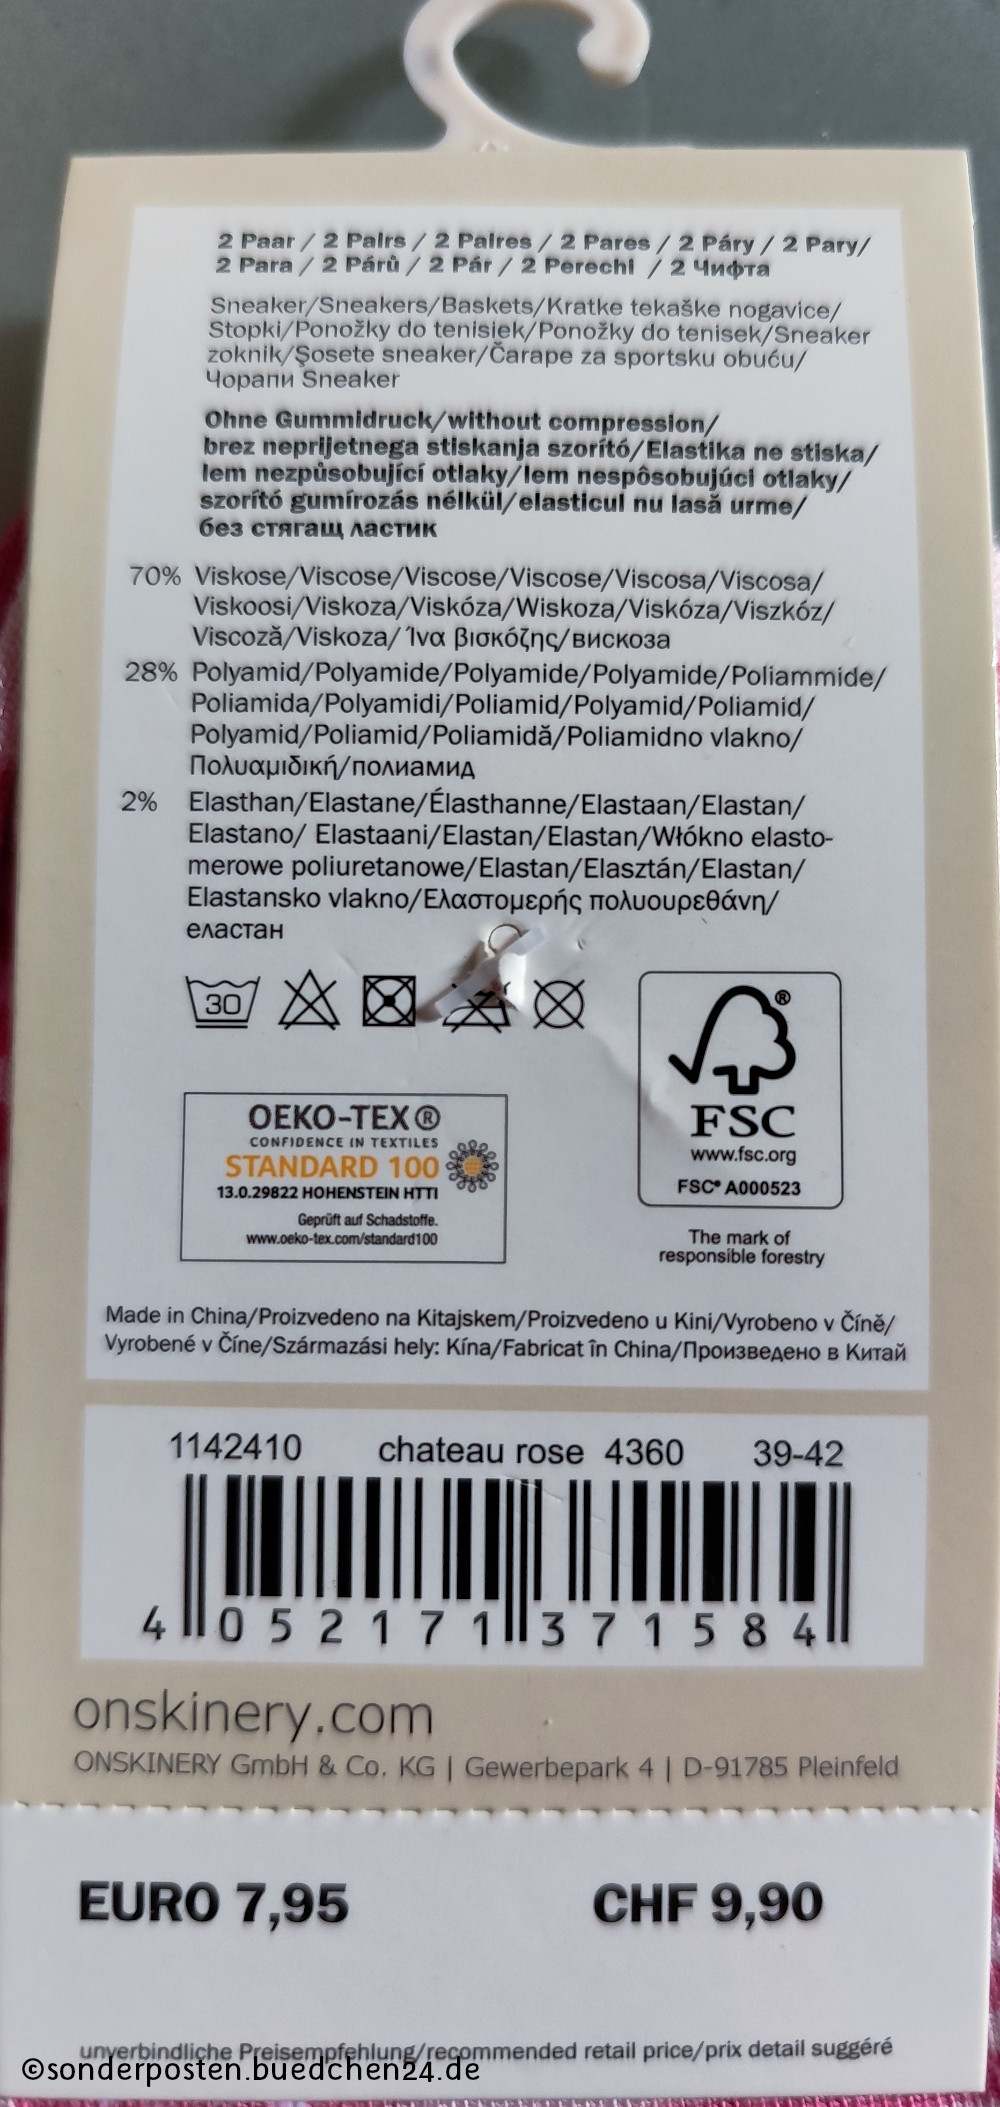 2 Paar / 2 Pairs / 2 Paires / 2 Pares / 2 Páry / 2 Pary/
2 Para / 2 Párů / 2 Pár / 2 Perechi / 2 Чифта
Sneaker/Sneakers/Baskets/Kratke tekaške nogavice/
Stopki/Ponožky do tenisiek/Ponožky do tenisek/Sneaker
zoknik/Şosete sneaker/Čarape za sportsku obuću/
Чорапи Sneaker
Ohne Gummidruck/without compression/
brez neprijetnega stiskanja szorító/Elastika ne stiska/
lem nezpůsobující otlaky/lem nespôsobujúci otlaky/
szorító gumírozás nélkül/elasticul nu lasă urme/
без стягащ ластик
70% Viskose/Viscose/Viscose/Viscose/Viscosa/Viscosa/
Viskoosi/Viskoza/Viskóza/Wiskoza/Viskóza/Viszkóz/
Viscoză/Viskoza/ Ίνα βισκόζης/вискоза
28% Polyamid/Polyamide/Polyamide/Polyamide/Poliammide/
Poliamida/Polyamidi/Poliamid/Polyamid/Poliamid/
Polyamid/Poliamid/Poliamidă/Poliamidno vlakno/
Πολυαμιδική/полиамид
2% Elasthan/Elastane/Élasthanne/Elastaan/Elastan/
Elastano/ Elastaani/Elastan/Elastan/Włókno elasto-
merowe poliuretanowe/Elastan/Elasztán/Elastan/
Elastansko vlakno/Ελαστομερής πολυουρεθάνη/
еластан
30
OEKO-TEX®
CONFIDENCE IN TEXTILES
STANDARD 100
13.0.29822 HOHENSTEIN HTTI
Geprüft auf Schadstoffe.
www.oeko-tex.com/standard100
®
FSC
www.fsc.org
FSC® A000523
The mark of
responsible forestry
Made in China/Proizvedeno na Kitajskem/Proizvedeno u Kini/Vyrobeno v Číně/
Vyrobené v Číne/Származási hely: Kína/Fabricat în China/Произведено в Китай
1142410 chateau rose 4360 39-42
4 052171 371584
onskinery.com
ONSKINERY GmbH & Co. KG | Gewerbepark 4 | D-91785 Pleinfeld
EURO 7,95 CHF 9,90
unverbindliche Preisempfehlung/recommended retail price/prix detail suggéré
©sonderposten.buedchen24.de